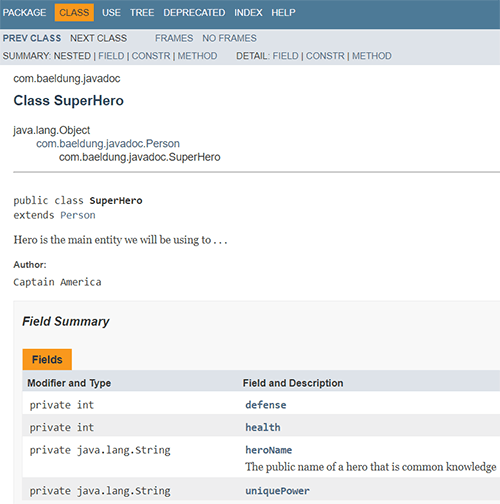 PACKAGE CLASS USE TREE DEPRECATED INDEX HELP
PREV CLASS NEXT CLASS FRAMES NO FRAMES
SUMMARY: NESTED | FIELD | CONSTR | METHOD DETAIL: FIELD | CONSTR | METHOD
com.baeldung.javadoc
Class SuperHero
java.lang.Object
com.baeldung.javadoc.Person
com.baeldung.javadoc.SuperHero
public class SuperHero
extends Person
Hero is the main entity we will be using to . . .
Author:
Captain America
Field Summary
Fields
Modifier and Type Field and Description
private int defense
private int health
private java.lang.String heroName
The public name of a hero that is common knowledge
private java.lang.String uniquePower